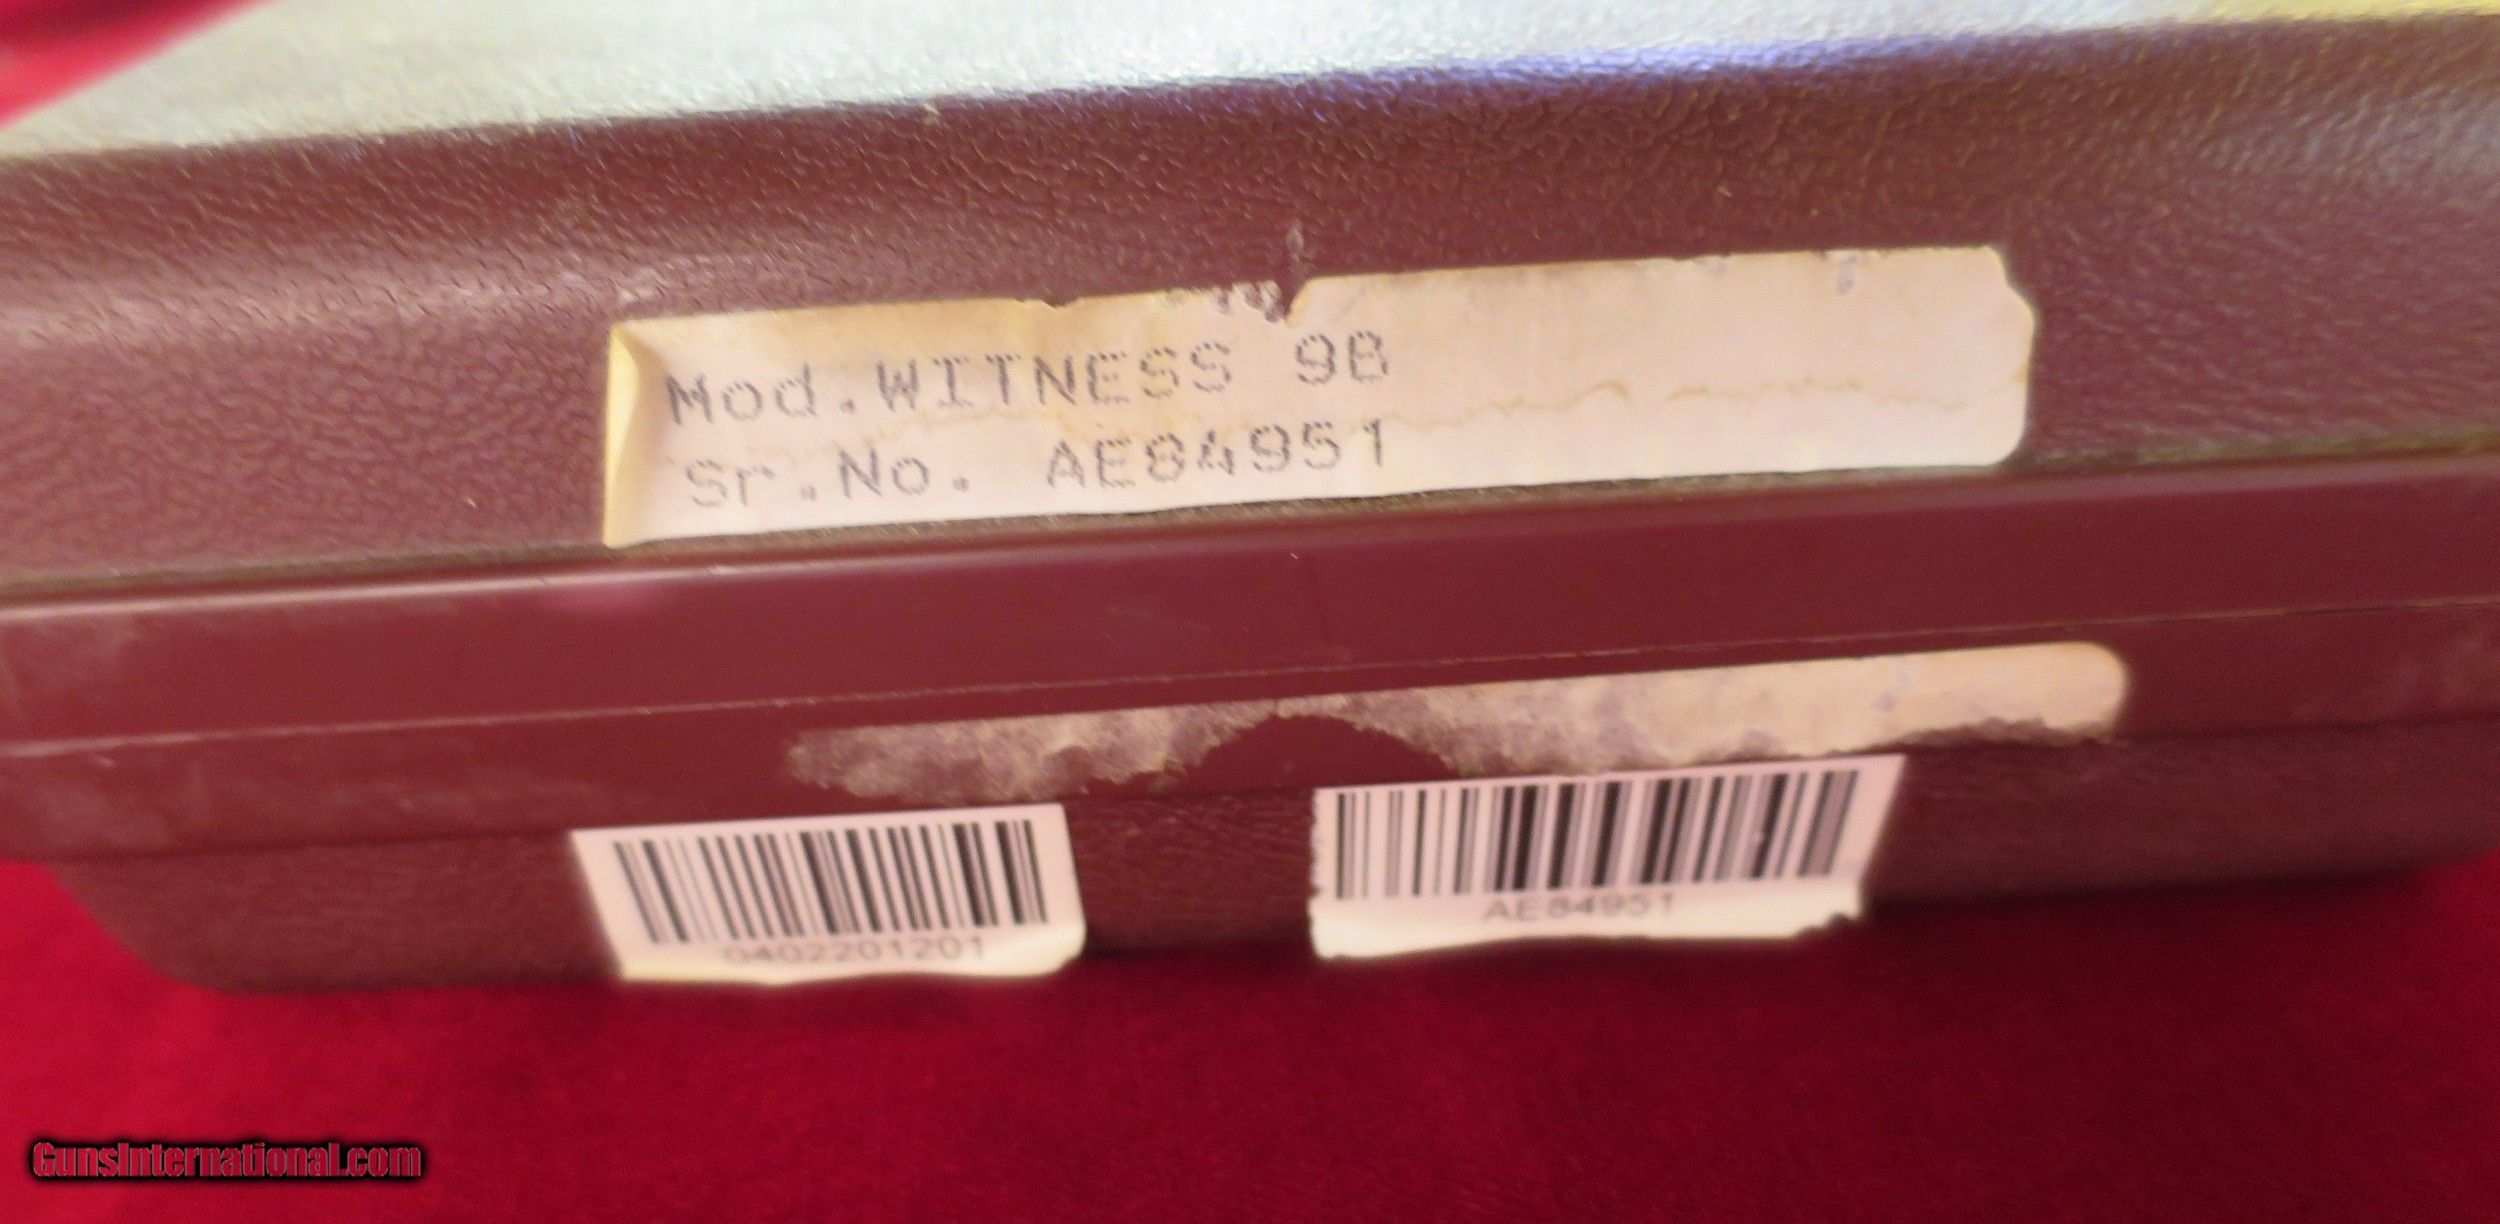 Mod.WITNESS 9B
Sr.No. AE84951
0402201201
AE84951
GunsInternational.com